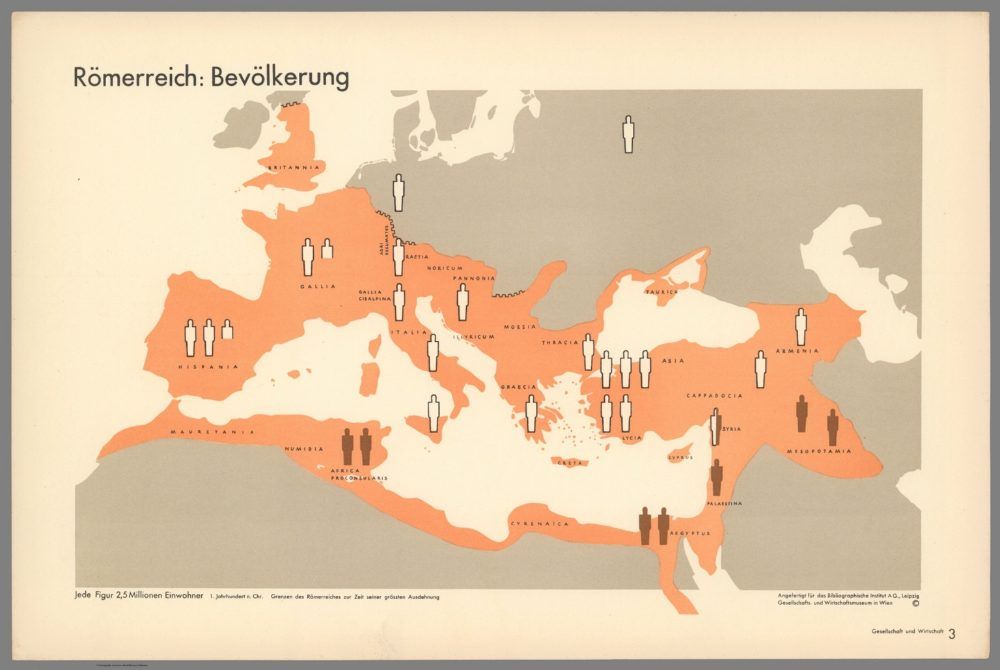 Römerreich: Bevölkerung
BRITANNIA
AGRI
DECUMATES
RAETIA
NORICUM
PANNONIA
GALLIA
GALLIA
CISALPINA
TAURICA
ITALIA
ILLYRICUM
MOESIA
THRACIA
ARMENIA
HISPANIA
ASIA
GRAECIA
CAPPADOCIA
MAURETANIA
LYCIA
SYRIA
NUMIDIA
MESOPOTAMIA
CRETA
CYPRUS
AFRICA
PROCONSULARIS
PALAESTINA
CYRENAICA
AEGYPTUS
Jede Figur 2,5 Millionen Einwohner 1. Jahrhundert n. Chr. Grenzen des Römerreiches zur Zeit seiner grössten Ausdehnung
Angefertigt für das Bibliographische Institut A.G., Leipzig
Gesellschafts- und Wirtschaftsmuseum in Wien ©
Gesellschaft und Wirtschaft 3